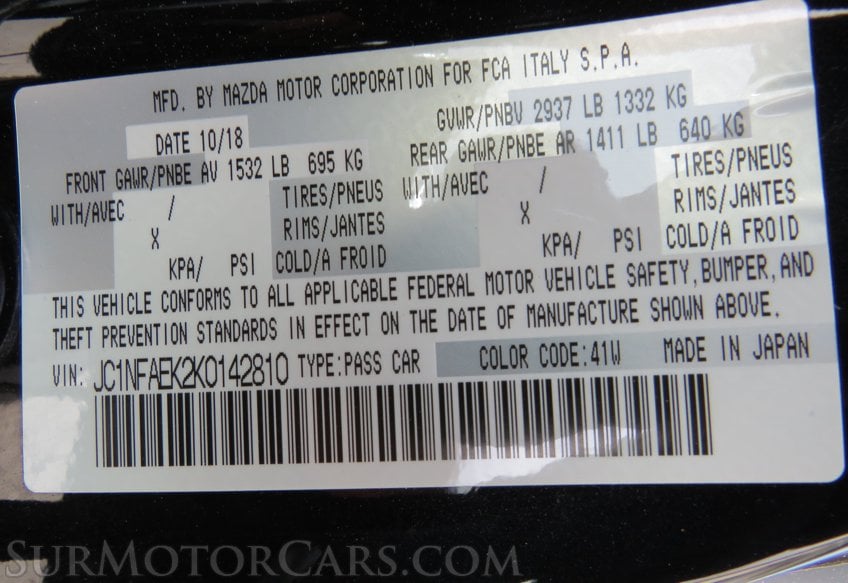 MFD. BY MAZDA MOTOR CORPORATION FOR FCA ITALY S.P.A.
DATE 10/18 GVWR/PNBV 2937 LB 1332 KG
FRONT GAWR/PNBE AV 1532 LB 695 KG REAR GAWR/PNBE AR 1411 LB 640 KG
WITH/AVEC / TIRES/PNEUS WITH/AVEC / TIRES/PNEUS
X RIMS/JANTES X RIMS/JANTES
KPA/ PSI COLD/A FROID KPA/ PSI COLD/A FROID
THIS VEHICLE CONFORMS TO ALL APPLICABLE FEDERAL MOTOR VEHICLE SAFETY,BUMPER,AND
THEFT PREVENTION STANDARDS IN EFFECT ON THE DATE OF MANUFACTURE SHOWN ABOVE.
VIN: JC1NFAEK2K0142810 TYPE:PASS CAR COLOR CODE:41W MADE IN JAPAN
SurMotorCars.com